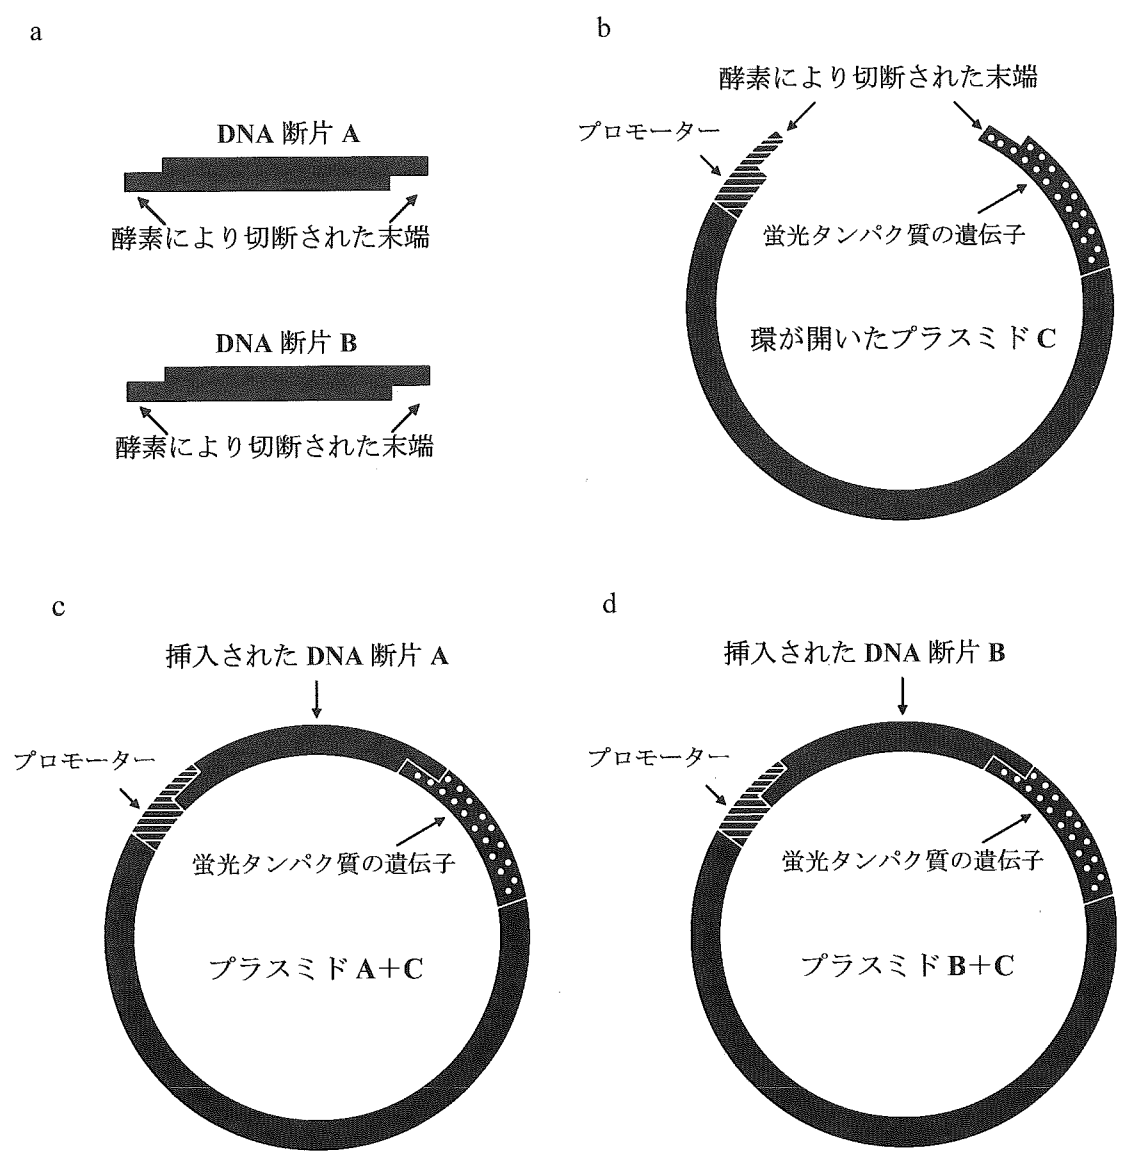 a
DNA 断片 A
酵素により切断された末端
DNA 断片 B
酵素により切断された末端
b
酵素により切断された末端
プロモーター
蛍光タンパク質の遺伝子
環が開いたプラスミド C
c
挿入された DNA 断片 A
プロモーター
蛍光タンパク質の遺伝子
プラスミド A+C
d
挿入された DNA 断片 B
プロモーター
蛍光タンパク質の遺伝子
プラスミド B+C